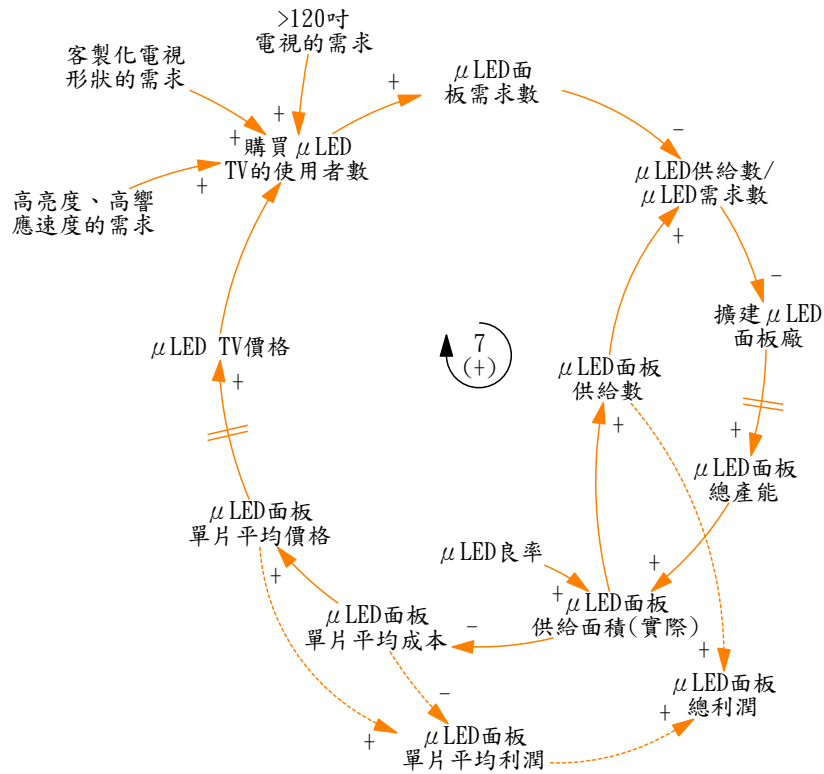 >120吋
電視的需求
客製化電視
形狀的需求
+
μLED面
板需求數
+
+
−
購買μLED
TV的使用者數
+
高亮度、高響
應速度的需求
μLED供給數/
μLED需求數
+
−
擴建μLED
面板廠
μLED TV價格
7
(+)
μLED面板
供給數
+
+
+
μLED面板
總產能
μLED面板
單片平均價格
μLED良率
+
+
+
μLED面板
供給面積(實際)
−
μLED面板
單片平均成本
+
μLED面板
總利潤
−
+
+
μLED面板
單片平均利潤